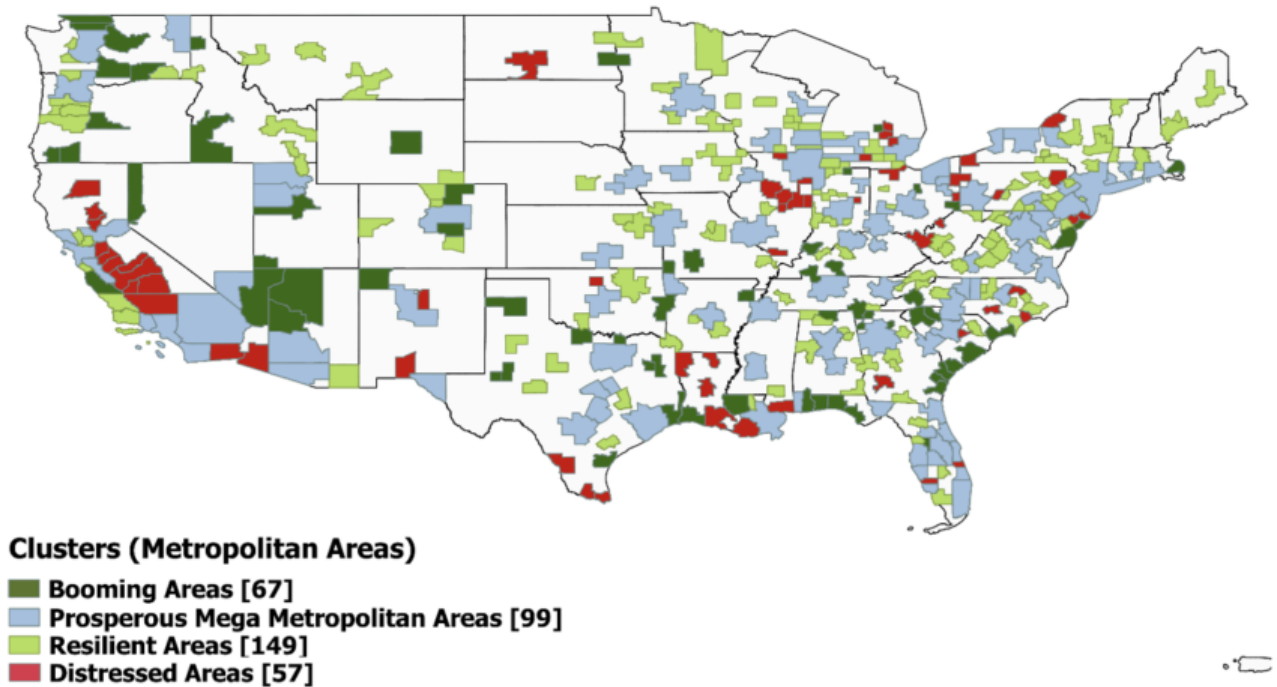 Clusters (Metropolitan Areas)
Booming Areas [67]
Prosperous Mega Metropolitan Areas [99]
Resilient Areas [149]
Distressed Areas [57]